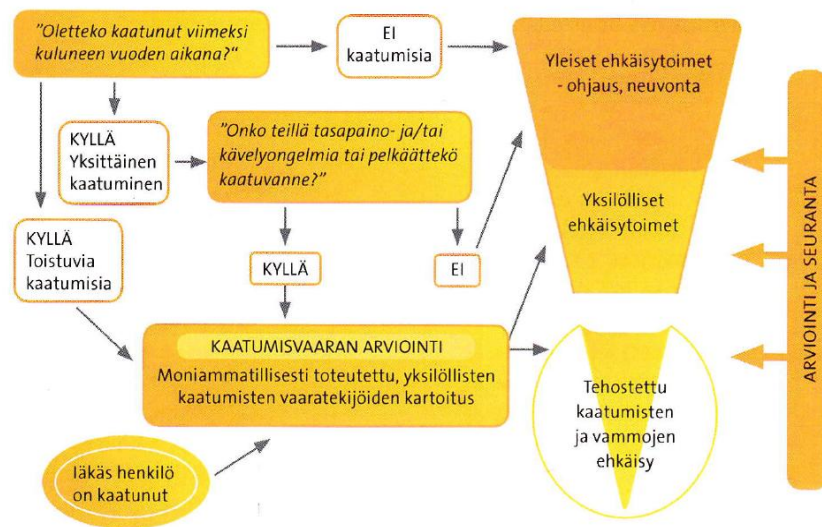 "Oletteko kaatunut viimeksi
kuluneen vuoden aikana?"
EI
kaatumisia
Yleiset ehkäisytoimet
- ohjaus, neuvonta
KYLLÄ
Yksittäinen
kaatuminen
"Onko teillä tasapaino- ja/tai
kävelyongelmia tai pelkäättekö
kaatuvanne?"
Yksilölliset
ehkäisytoimet
KYLLÄ
Toistuvia
kaatumisia
KYLLÄ
EI
KAATUMISVAARAN ARVIOINTI
Moniammatillisesti toteutettu, yksilöllisten
kaatumisten vaaratekijöiden kartoitus
Tehostettu
kaatumisten
ja vammojen
ehkäisy
Iäkäs henkilö
on kaatunut
ARVIOINTI JA SEURANTA